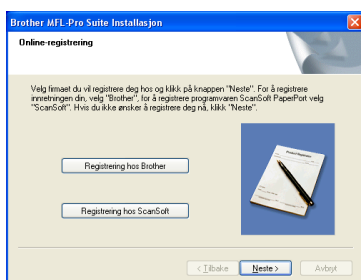 Brother MFL-Pro Suite Installasjon
Online-registrering
Velg firmaet du vil registrere deg hos og klikk på knappen "Neste". For å registrere
innretningen din, velg "Brother", for å registrere programvaren ScanSoft PaperPort velg
"ScanSoft". Hvis du ikke ønsker å registrere deg nå, klikk "Neste".
Registrering hos Brother
Registrering hos ScanSoft
< Tilbake Neste > Avbryt